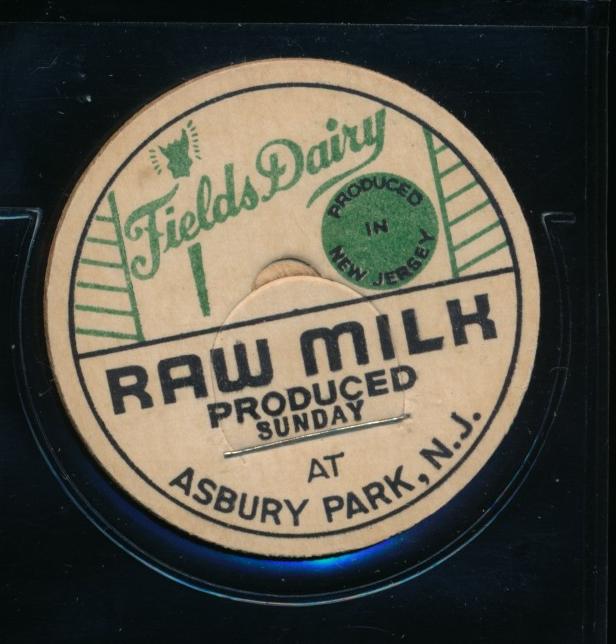 Fields Dairy
PRODUCED
IN
NEW JERSEY
RAW MILK
PRODUCED
SUNDAY
AT
ASBURY PARK, N.J.